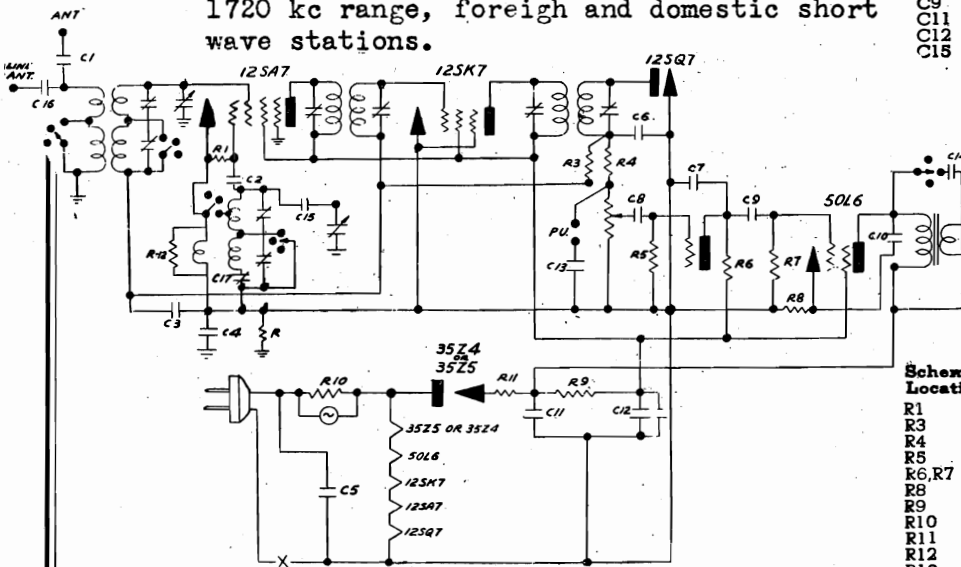 1720 kc range, foreigh and domestic short
wave stations.
C9
C11
C12
C15
ANT
C1
ANT.
C16
12SA7
12SK7
12SQ7
R1
C2
C15
R12
C17
C3
C4
R
C6
R3
R4
C7
C8
PU.
C13
R5
C9
R6
R7
R8
50L6
C10
35Z4
OR
35Z5
R10
R11
R9
C11
C12
C5
35Z5 OR 35Z4
50L6
12SK7
12SA7
12SQ7
X
R1
R3
R4
R5
R6,R7
R8
R9
R10
R11
R12